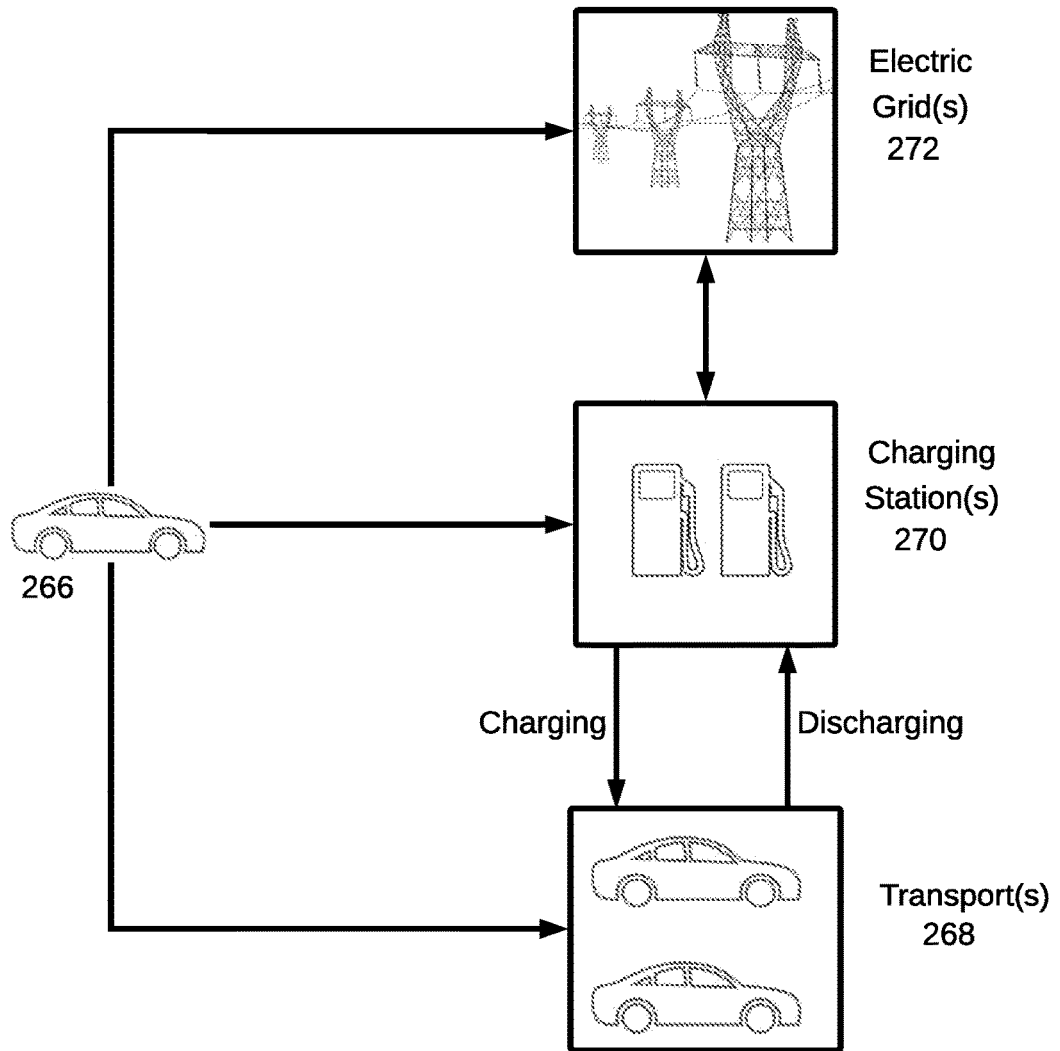 Electric
Grid(s)
272
Charging
Station(s)
270
266
Charging
Discharging
Transport(s)
268